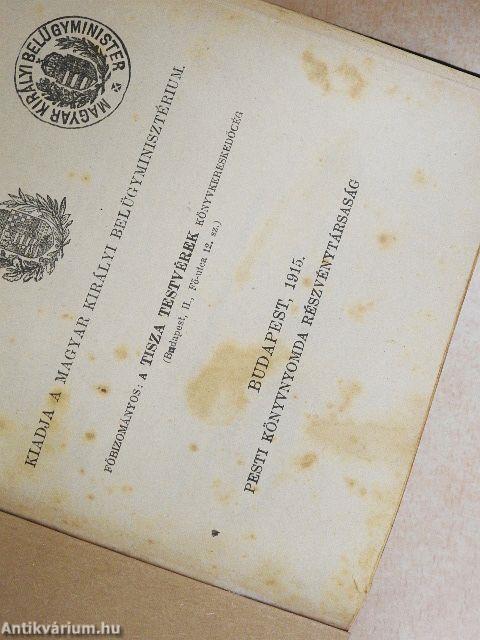 MAGYAR KIRÁLYI BELÜGYMINISTER
KIADJA A MAGYAR KIRÁLYI BELÜGYMINISZTÉRIUM.
FŐBIZOMÁNYOS: A TISZA TESTVÉREK KÖNYVKERESKEDŐCÉG
(Budapest, II., Fő-utca 12. sz.)
BUDAPEST, 1915.
PESTI KÖNYVNYOMDA RÉSZVÉNYTÁRSASÁG
Antikvárium.hu